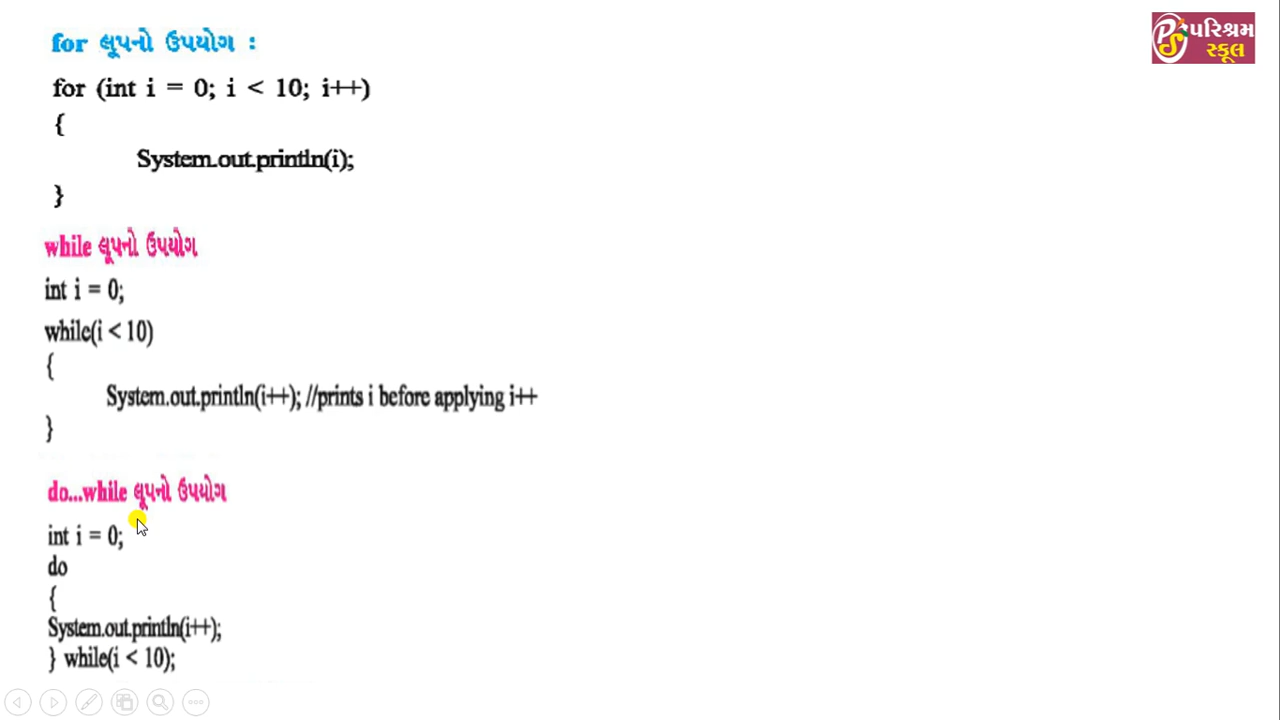 for લૂપનો ઉપયોગ :
for (int i = 0; i < 10; i++)
{
System.out.println(i);
}
while લૂપનો ઉપયોગ
int i = 0;
while(i < 10)
{
System.out.println(i++); //prints i before applying i++
}
do...while લૂપનો ઉપયોગ
int i = 0;
do
{
System.out.println(i++);
} while(i < 10);
PS પરિશ્રમ
સ્કૂલ